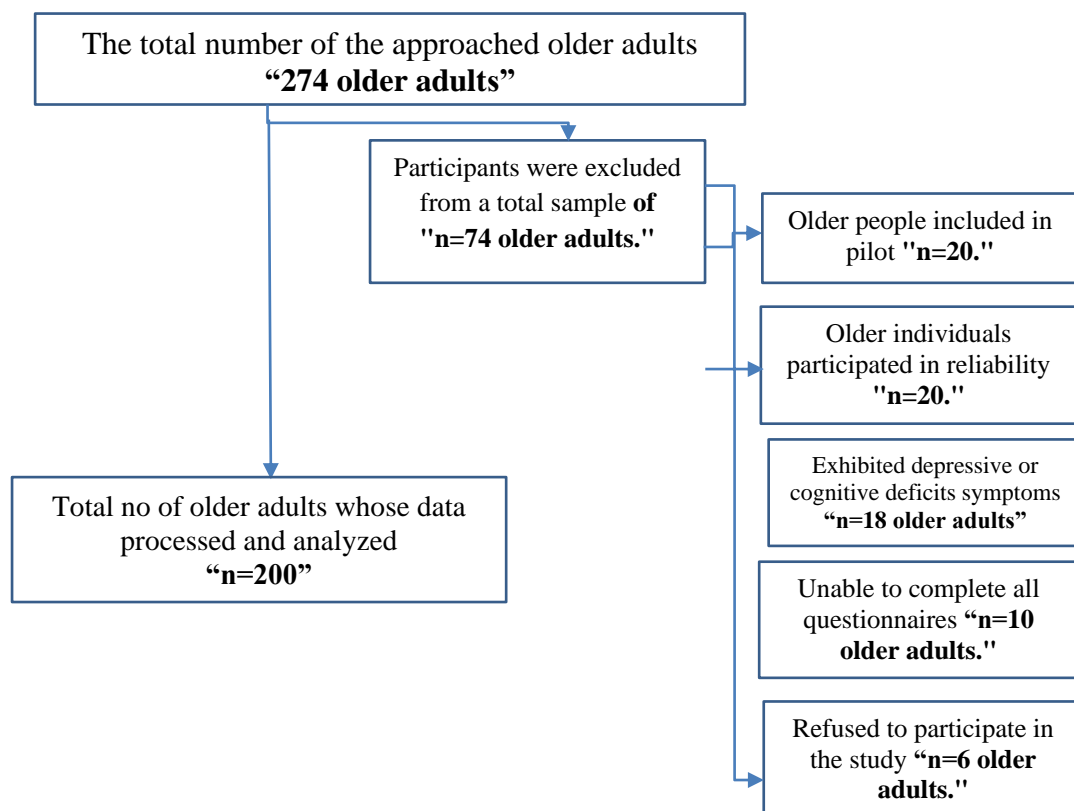 The total number of the approached older adults
“274 older adults”
Participants were excluded
from a total sample of
"n=74 older adults."
Older people included in
pilot "n=20."
Older individuals
participated in reliability
"n=20."
Exhibited depressive or
cognitive deficits symptoms
“n=18 older adults”
Total no of older adults whose data
processed and analyzed
“n=200”
Unable to complete all
questionnaires “n=10
older adults."
Refused to participate in
the study “n=6 older
adults."